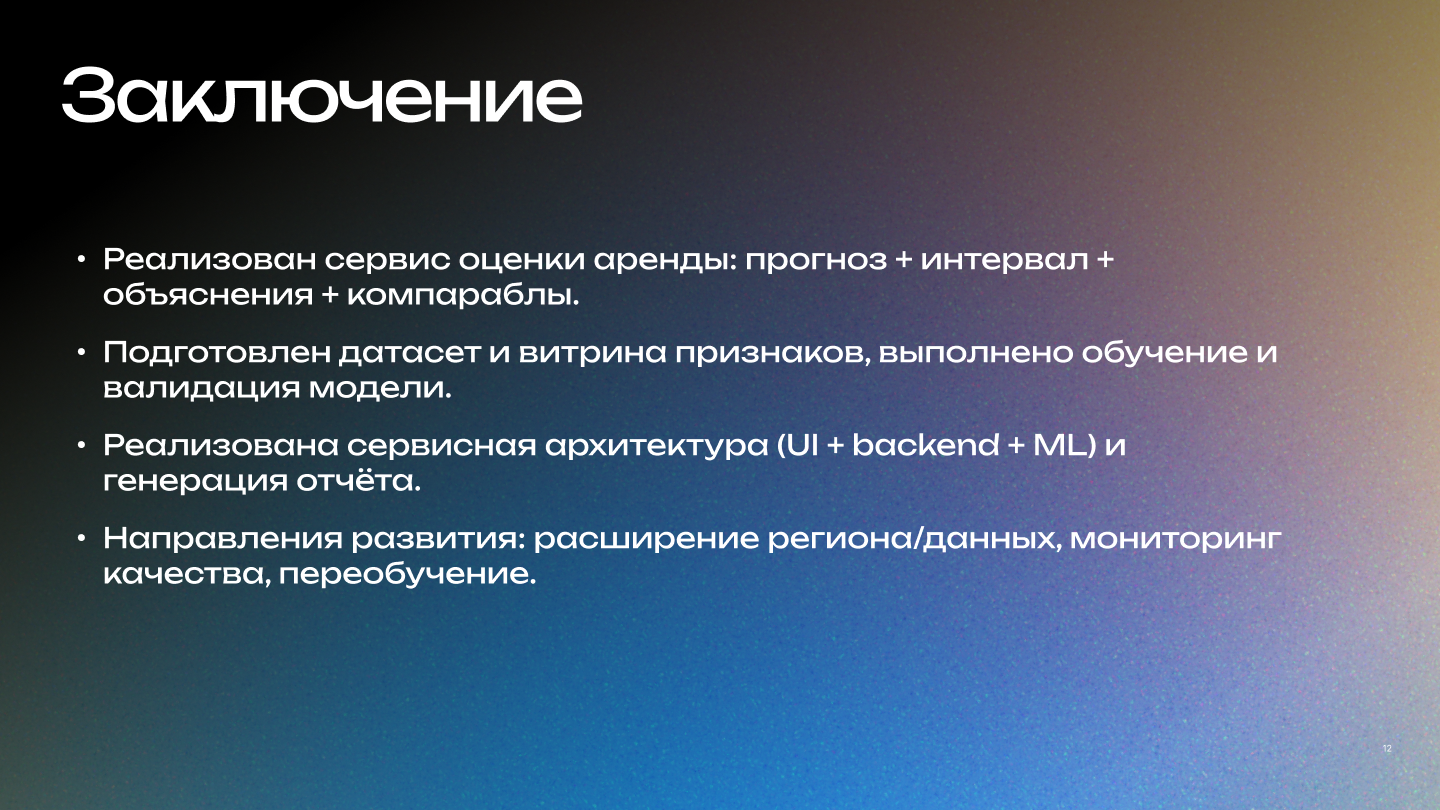 Заключение
• Реализован сервис оценки аренды: прогноз + интервал +
объяснения + компараблы.
• Подготовлен датасет и витрина признаков, выполнено обучение и
валидация модели.
• Реализована сервисная архитектура (UI + backend + ML) и
генерация отчёта.
• Направления развития: расширение региона/данных, мониторинг
качества, переобучение.
12